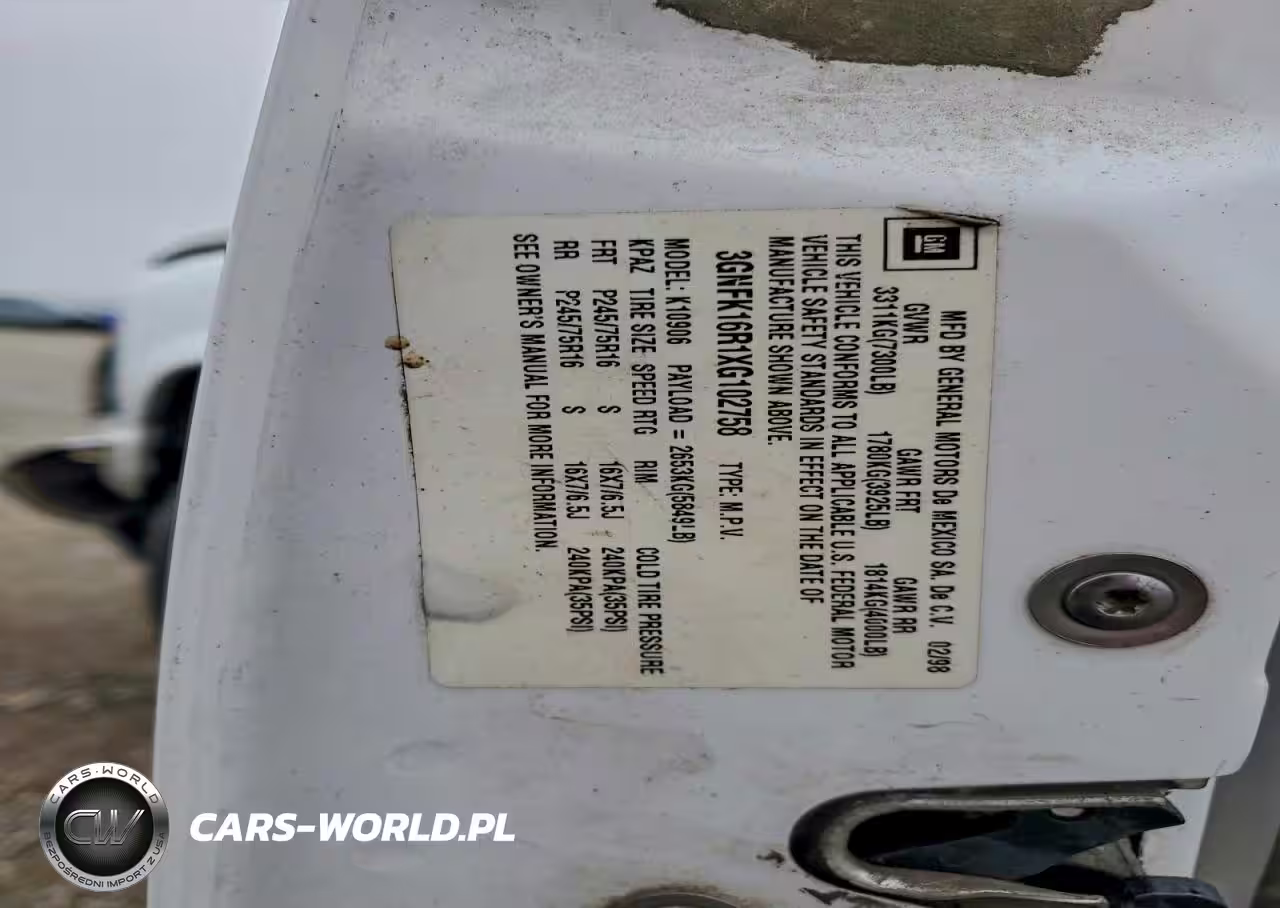 GM
MFD BY GENERAL MOTORS De MEXICO SA. De C.V. 02/98
GVWR GAWR FRT GAWR RR
3311KG(7300LB) 1780KG(3925LB) 1814KG(4000LB)
THIS VEHICLE CONFORMS TO ALL APPLICABLE U.S. FEDERAL MOTOR
VEHICLE SAFETY STANDARDS IN EFFECT ON THE DATE OF
MANUFACTURE SHOWN ABOVE.
3GNFK16R1XG102758 TYPE: M.P.V.
MODEL: K10906 PAYLOAD = 2653KG(5849LB)
KPAZ TIRE SIZE SPEED RTG RIM COLD TIRE PRESSURE
FRT P245/75R16 S 16X7/6.5J 240KPA(35PSI)
RR P245/75R16 S 16X7/6.5J 240KPA(35PSI)
SEE OWNER'S MANUAL FOR MORE INFORMATION.
CARS-WORLD
CW
BEZPOŚREDNI IMPORT Z USA
CARS-WORLD.PL